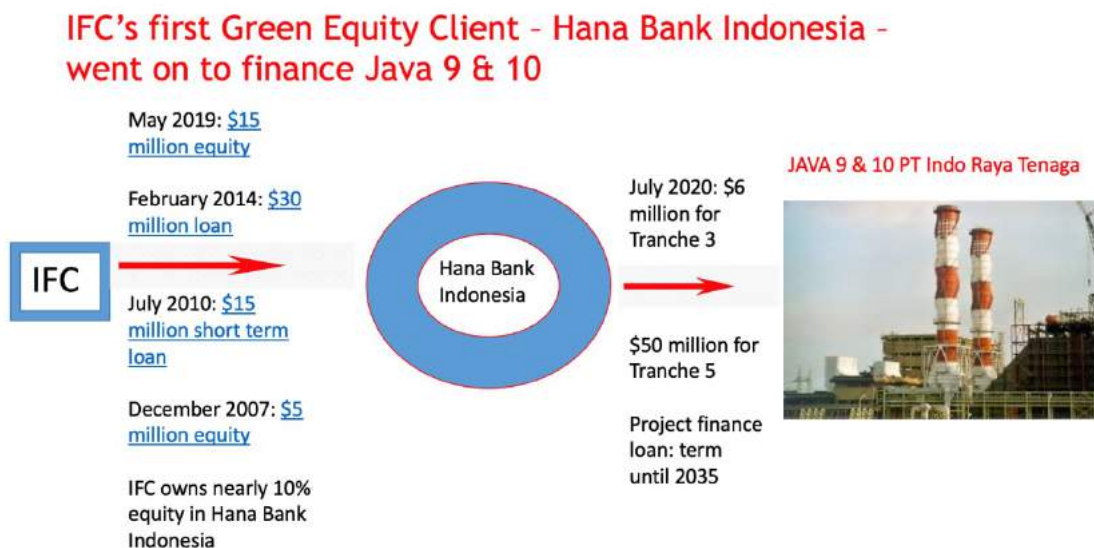 IFC's first Green Equity Client – Hana Bank Indonesia –
went on to finance Java 9 & 10
IFC
May 2019: $15
million equity
February 2014: $30
million loan
July 2010: $15
million short term
loan
December 2007: $5
million equity
IFC owns nearly 10%
equity in Hana Bank
Indonesia
Hana Bank
Indonesia
July 2020: $6
million for
Tranche 3
$50 million for
Tranche 5
Project finance
loan: term
until 2035
JAVA 9 & 10 PT Indo Raya Tenaga